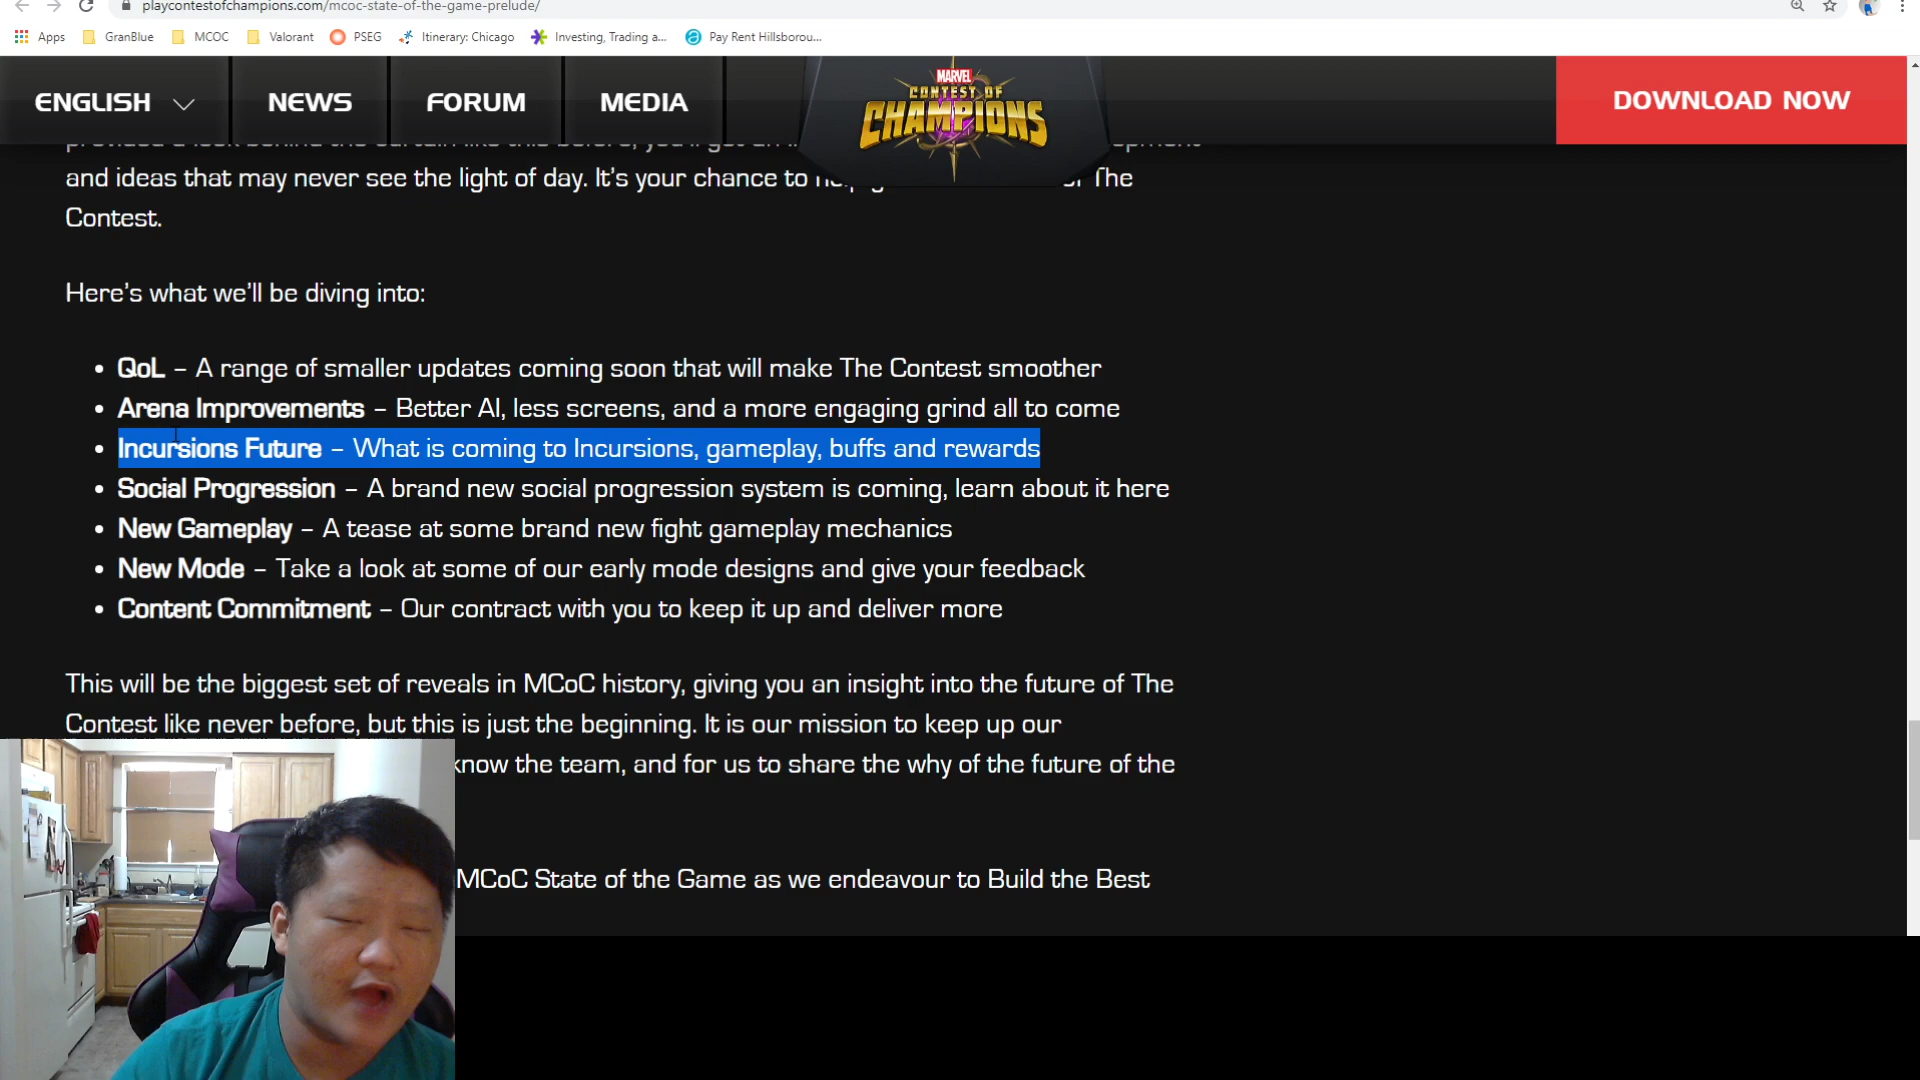 playcontestofchampions.com/mcoc-state-of-the-game-prelude/
Apps GranBlue MCOC Valorant PSEG Itinerary: Chicago Investing, Trading a... Pay Rent Hillsborou...
ENGLISH NEWS FORUM MEDIA MARVEL CONTEST OF CHAMPIONS DOWNLOAD NOW
and ideas that may never see the light of day. It's your chance to The
Contest.
Here's what we'll be diving into:
• QoL – A range of smaller updates coming soon that will make The Contest smoother
• Arena Improvements – Better AI, less screens, and a more engaging grind all to come
• Incursions Future – What is coming to Incursions, gameplay, buffs and rewards
• Social Progression – A brand new social progression system is coming, learn about it here
• New Gameplay – A tease at some brand new fight gameplay mechanics
• New Mode – Take a look at some of our early mode designs and give your feedback
• Content Commitment – Our contract with you to keep it up and deliver more
This will be the biggest set of reveals in MCoC history, giving you an insight into the future of The
Contest like never before, but this is just the beginning. It is our mission to keep up our
know the team, and for us to share the why of the future of the
MCoC State of the Game as we endeavour to Build the Best